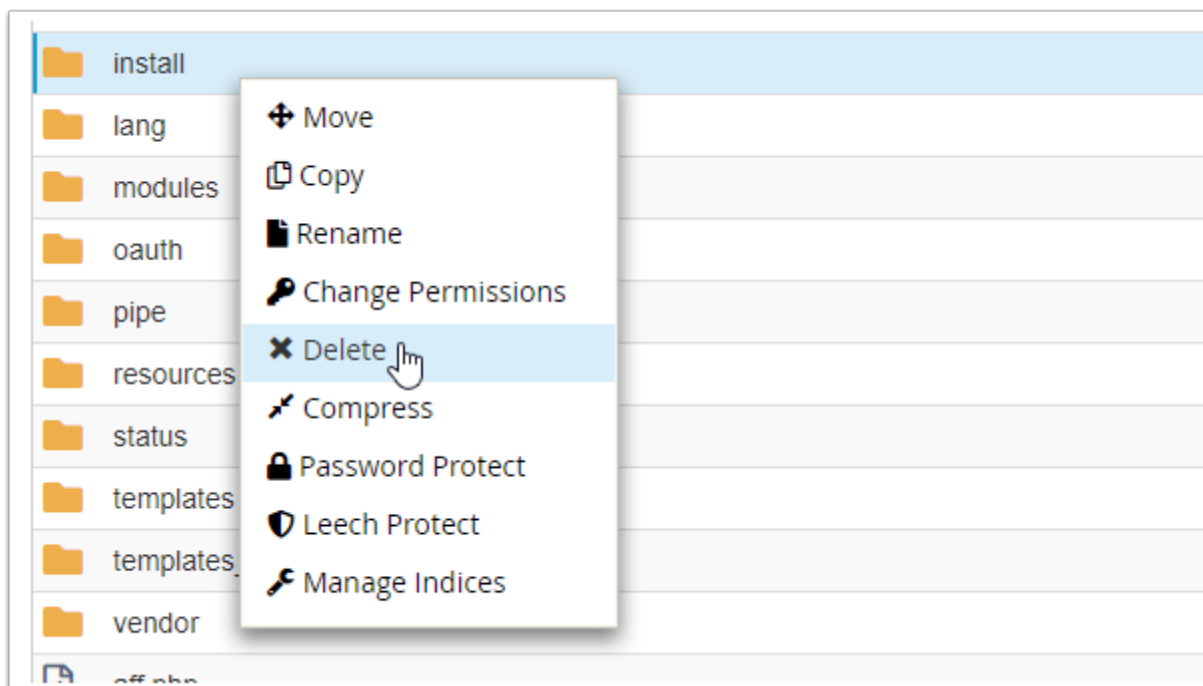 install
lang
modules
oauth
pipe
resources
status
templates
templates_
vendor
Move
Copy
Rename
Change Permissions
Delete
Compress
Password Protect
Leech Protect
Manage Indices